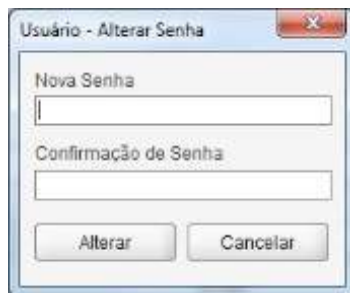 Usuário - Alterar Senha
Nova Senha
Confirmação de Senha
Alterar
Cancelar